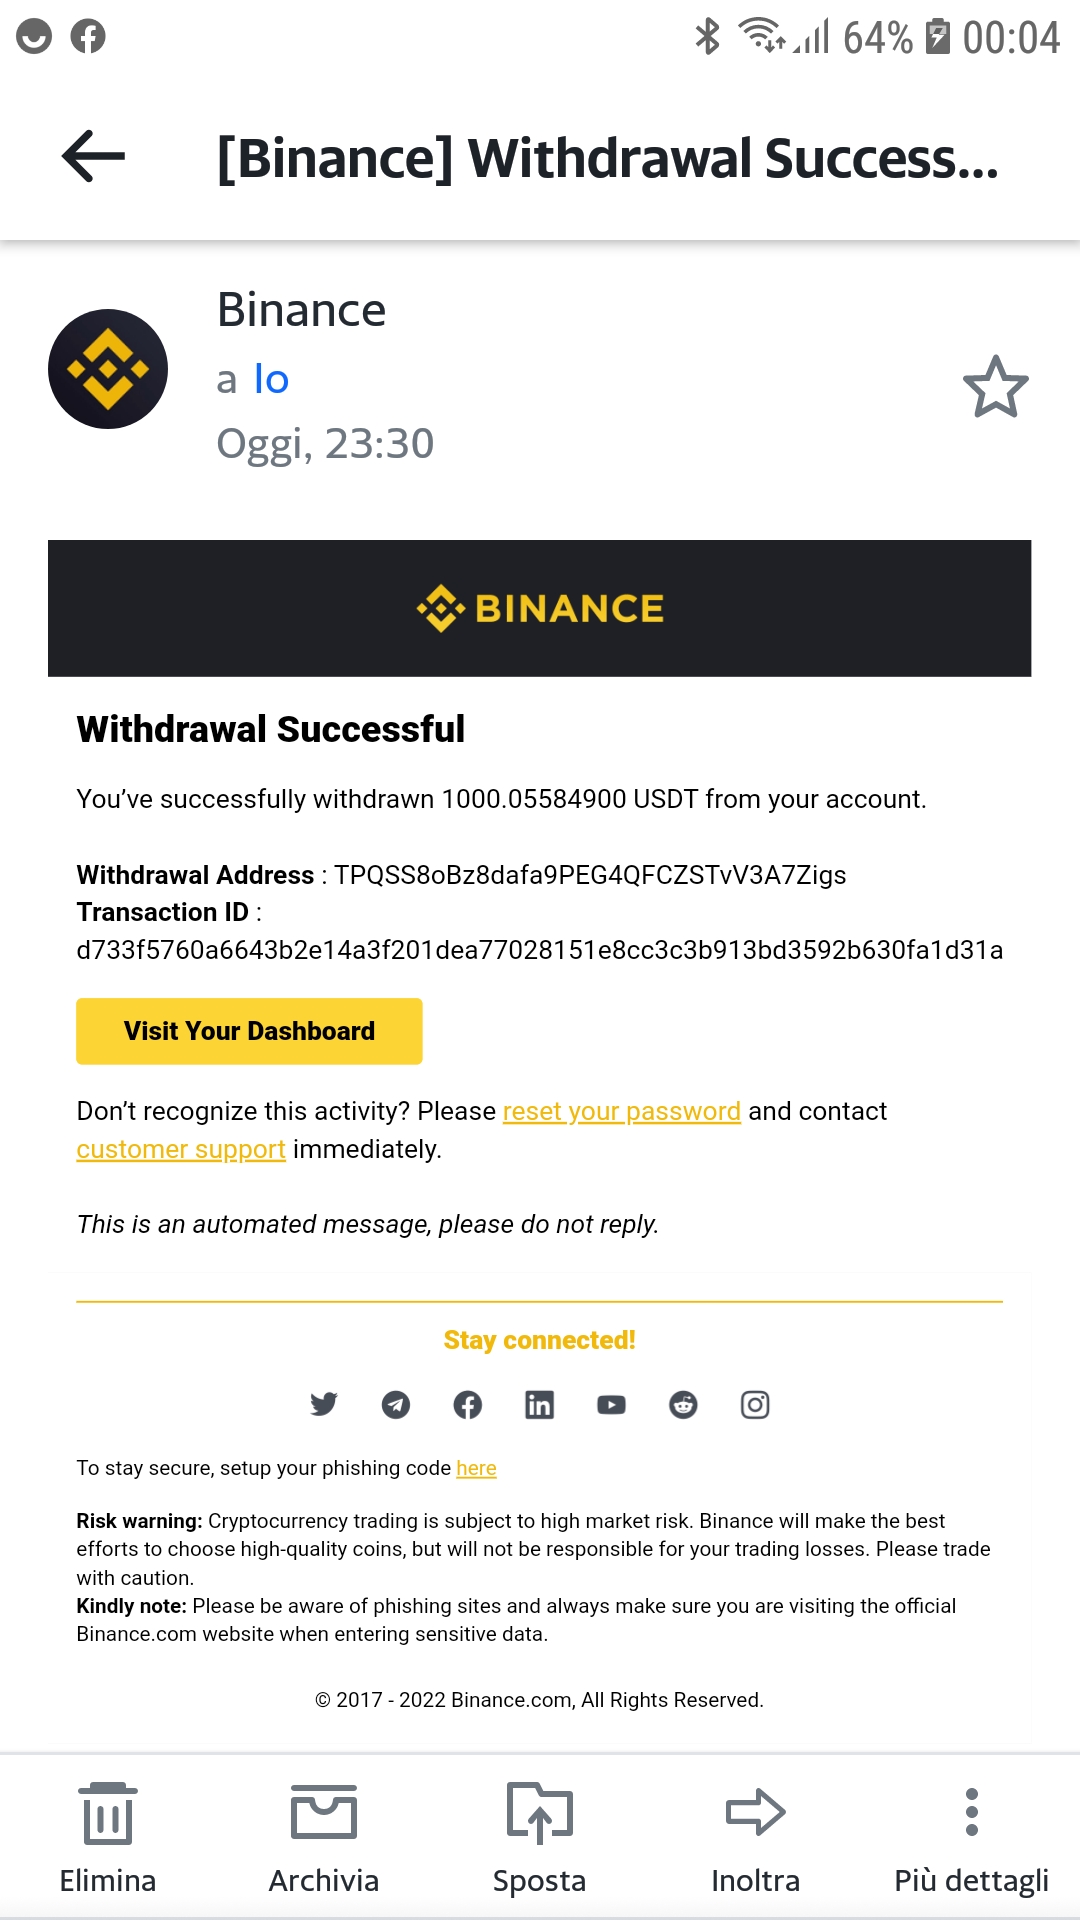 64% 00:04
[Binance] Withdrawal Success...
Binance
a Io
Oggi, 23:30
BINANCE
Withdrawal Successful
You’ve successfully withdrawn 1000.05584900 USDT from your account.
Withdrawal Address : TPQSS8oBz8dafa9PEG4QFCZSTvV3A7Zigs
Transaction ID :
d733f5760a6643b2e14a3f201dea77028151e8cc3c3b913bd3592b630fa1d31a
Visit Your Dashboard
Don’t recognize this activity? Please reset your password and contact
customer support immediately.
This is an automated message, please do not reply.
Stay connected!
To stay secure, setup your phishing code here
Risk warning: Cryptocurrency trading is subject to high market risk. Binance will make the best
efforts to choose high-quality coins, but will not be responsible for your trading losses. Please trade
with caution.
Kindly note: Please be aware of phishing sites and always make sure you are visiting the official
Binance.com website when entering sensitive data.
© 2017 - 2022 Binance.com, All Rights Reserved.
Elimina Archivia Sposta Inoltra Più dettagli